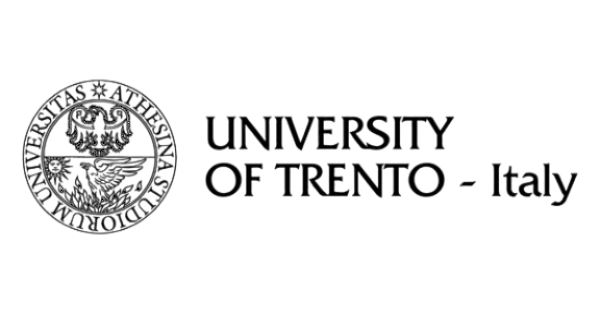 ATHESINA STUDIORUM UNIVERSITAS
UNIVERSITY
OF TRENTO - Italy